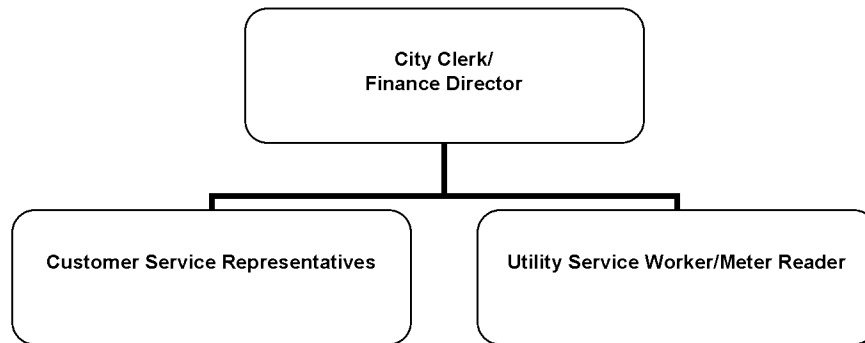 City Clerk/
Finance Director
Customer Service Representatives
Utility Service Worker/Meter Reader